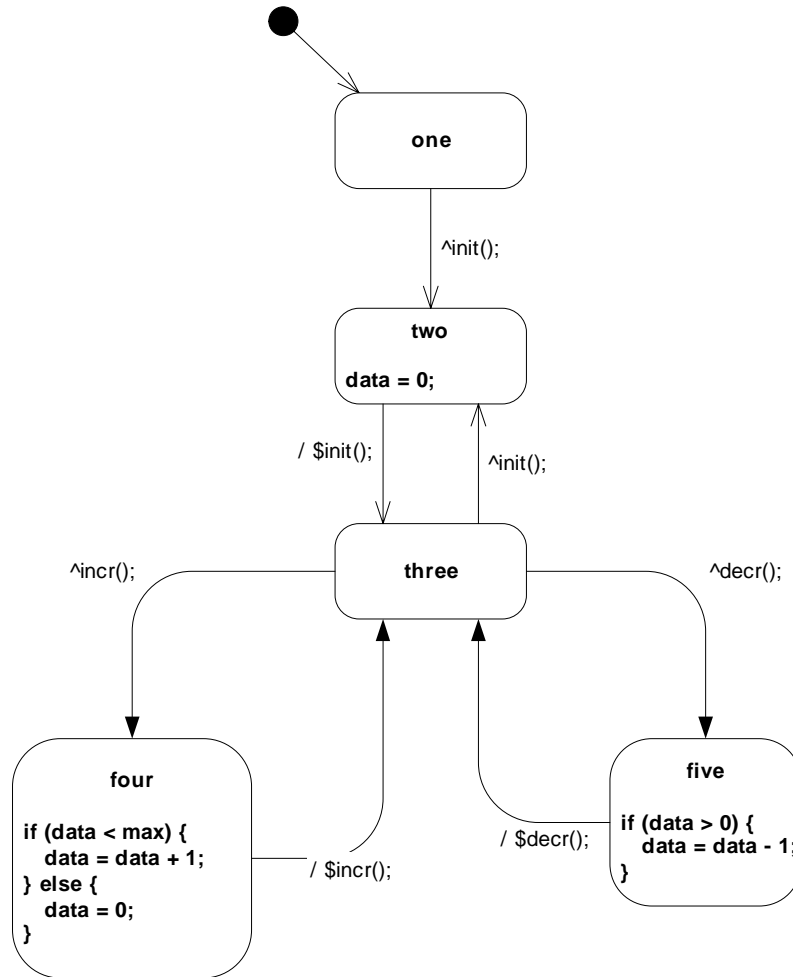 one
^init();
two
data = 0;
/ $init();
^init();
three
^incr();
^decr();
four
if (data < max) {
data = data + 1;
} else {
data = 0;
}
/ $incr();
five
if (data > 0) {
data = data - 1;
}
/ $decr();